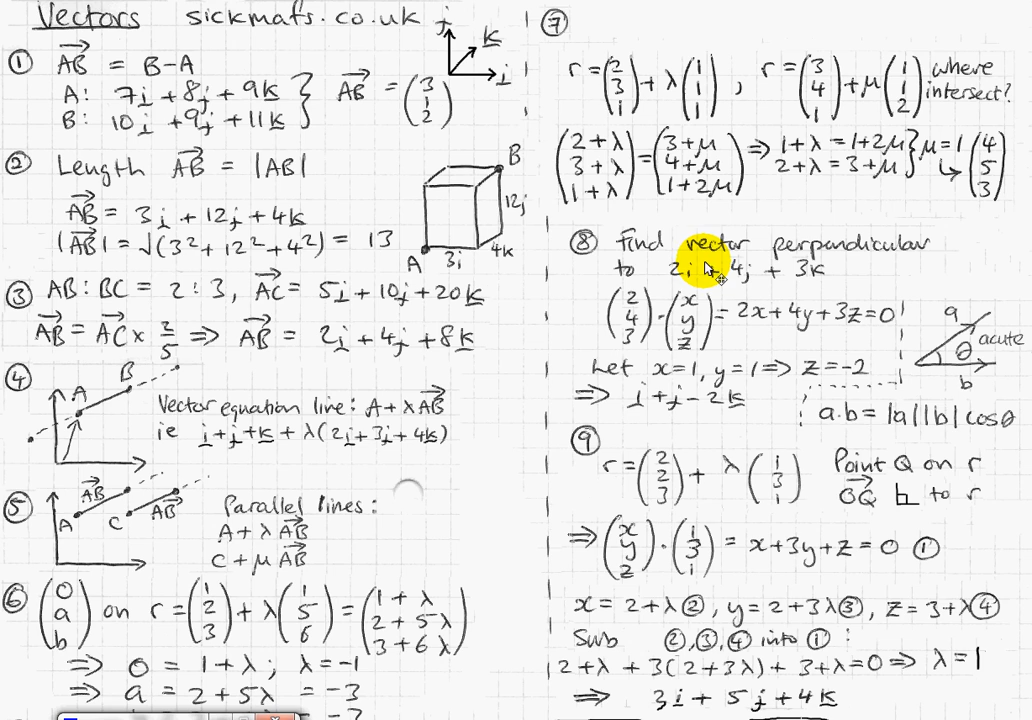 Vectors sickmafs.co.uk
j
k
i
① AB = B-A
A: 7i + 8j + 9k
B: 10i + 9j + 11k } AB = (3 1 2)
② Length AB = |AB|
AB = 3i + 12j + 4k
|AB| = √(3² + 12² + 4²) = 13
B
12j
4k
3i
A
③ AB : BC = 2 : 3, AC = 5i + 10j + 20k
AB = AC × 2/5 ⇒ AB = 2i + 4j + 8k
④
A B
Vector equation line: A + λAB
ie i + j + k + λ(2i + 3j + 4k)
⑤
AB
A C AB
Parallel lines:
A + λAB
C + μAB
⑥ (0 a b) on r = (1 2 3) + λ(1 5 6) = (1+λ 2+5λ 3+6λ)
⇒ 0 = 1 + λ ; λ = -1
⇒ a = 2 + 5λ = -3
⑦
r = (2 3 1) + λ(1 1 1) , r = (3 4 1) + μ(1 1 2) where intersect?
(2+λ 3+λ 1+λ) = (3+μ 4+μ 1+2μ) ⇒ 1+λ = 1+2μ 2+λ = 3+μ } μ = 1 ↳ (4 5 3)
⑧ Find vector perpendicular
to 2i + 4j + 3k
(2 4 3) . (x y z) = 2x + 4y + 3z = 0
Let x=1, y=1 ⇒ z = -2
⇒ i + j - 2k
a
acute
θ
b
a.b = |a||b| cosθ
⑨
r = (2 2 3) + λ(1 3 1) Point Q on r
OQ ⊾ to r
⇒ (x y z) . (1 3 1) = x + 3y + z = 0 ①
x = 2+λ ②, y = 2+3λ ③, z = 3+λ ④
Sub ②,③,④ into ① :
2+λ + 3(2+3λ) + 3+λ = 0 ⇒ λ = 1
⇒ 3i + 5j + 4k